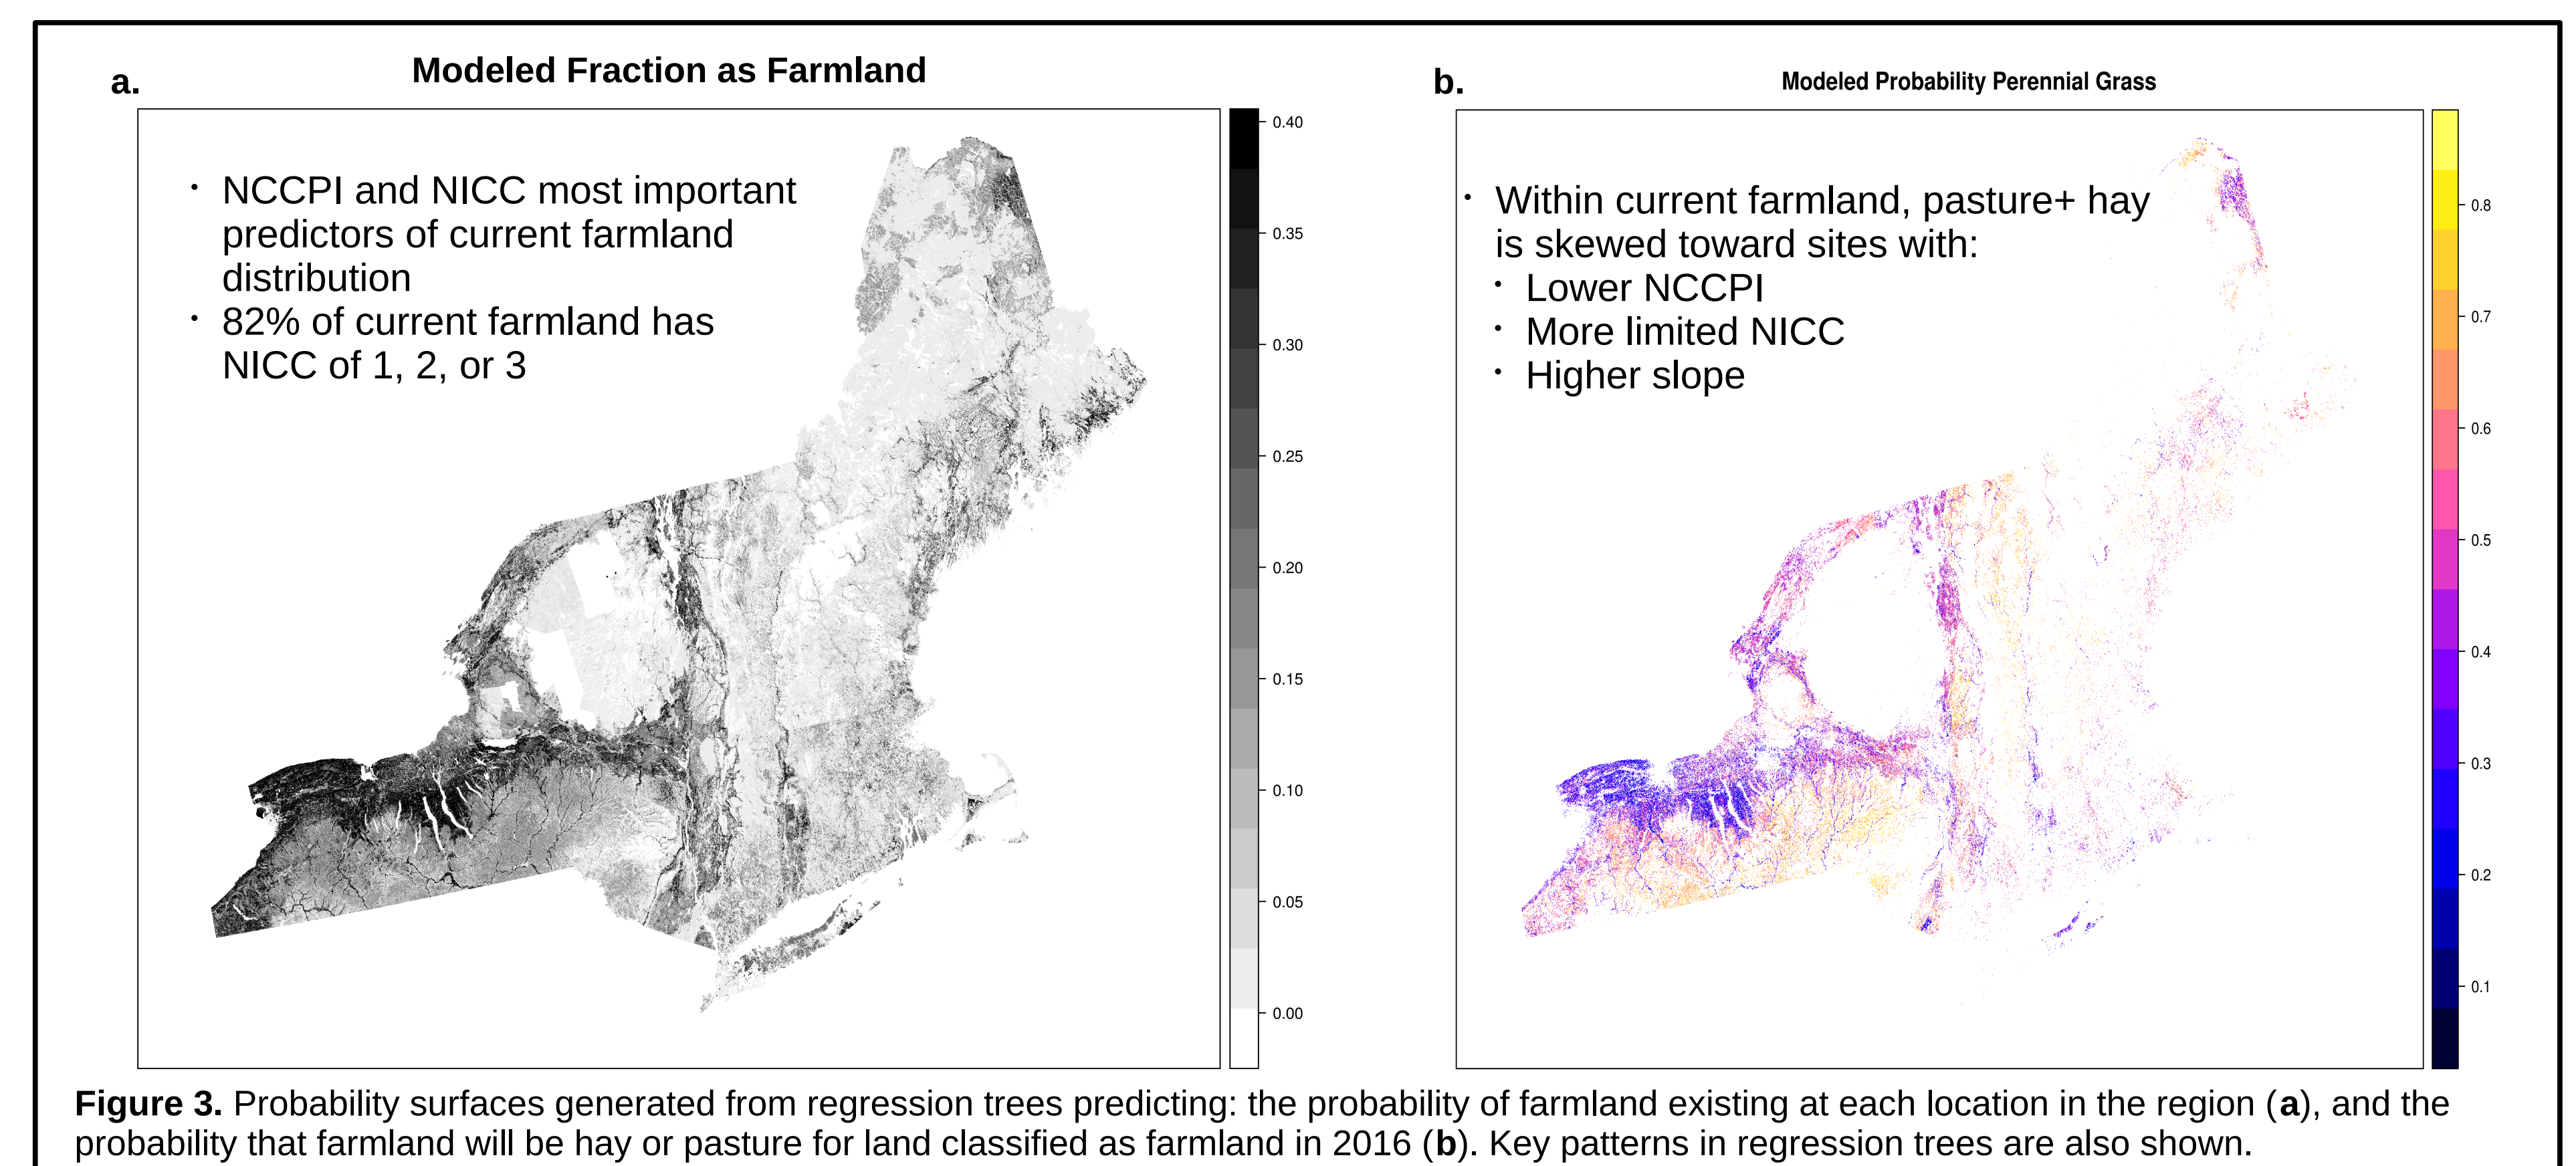 a.
Modeled Fraction as Farmland
• NCCPI and NICC most important
predictors of current farmland
distribution
• 82% of current farmland has
NICC of 1, 2, or 3
0.40
0.35
0.30
0.25
0.20
0.15
0.10
0.05
0.00
b.
Modeled Probability Perennial Grass
• Within current farmland, pasture+ hay
is skewed toward sites with:
• Lower NCCPI
• More limited NICC
• Higher slope
0.8
0.7
0.6
0.5
0.4
0.3
0.2
0.1
Figure 3. Probability surfaces generated from regression trees predicting: the probability of farmland existing at each location in the region (a), and the
probability that farmland will be hay or pasture for land classified as farmland in 2016 (b). Key patterns in regression trees are also shown.